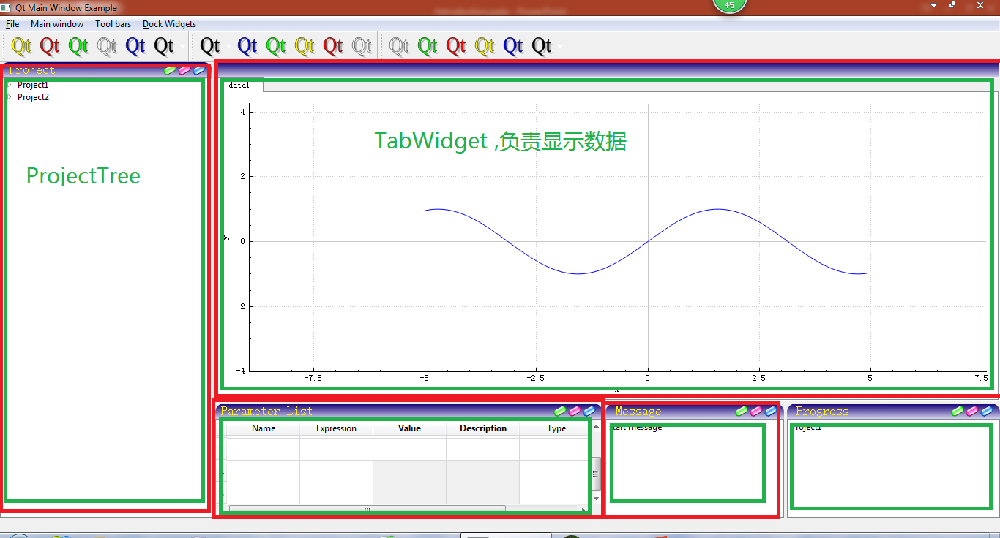 Qt Main Window Example
45
File Main window Tool bars Dock Widgets
Qt Qt Qt Qt Qt Qt Qt Qt Qt Qt Qt Qt Qt Qt Qt Qt Qt Qt
Project
Project1
Project2
ProjectTree
data1
TabWidget ,负责显示数据
4
2
0
-2
-4
y
-7.5 -5 -2.5 0 2.5 5 7.5
x
Parameter List
Name Expression Value Description Type
4
Message
Start message
Progress
Project1